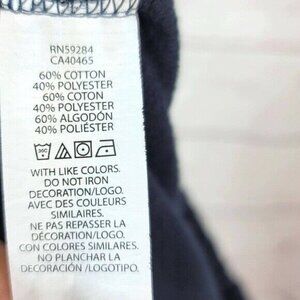 RN59284
CA40465
60% COTTON
40% POLYESTER
60% COTON
40% POLYESTER
60% ALGODÓN
40% POLIÉSTER
WITH LIKE COLORS.
DO NOT IRON
DECORATION/LOGO.
AVEC DES COULEURS
SIMILAIRES.
NE PAS REPASSER LA
DÉCORATION/LOGO.
CON COLORES SIMILARES.
NO PLANCHAR LA
DECORACIÓN/LOGOTIPO.